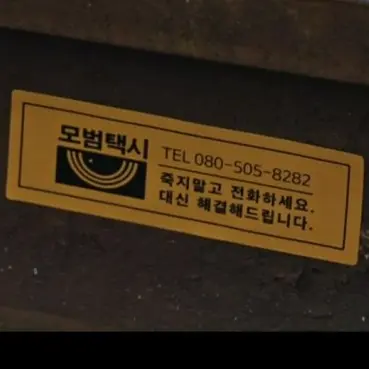 모범택시
TEL 080-505-8282
죽지말고 전화하세요.
대신 해결해드립니다.